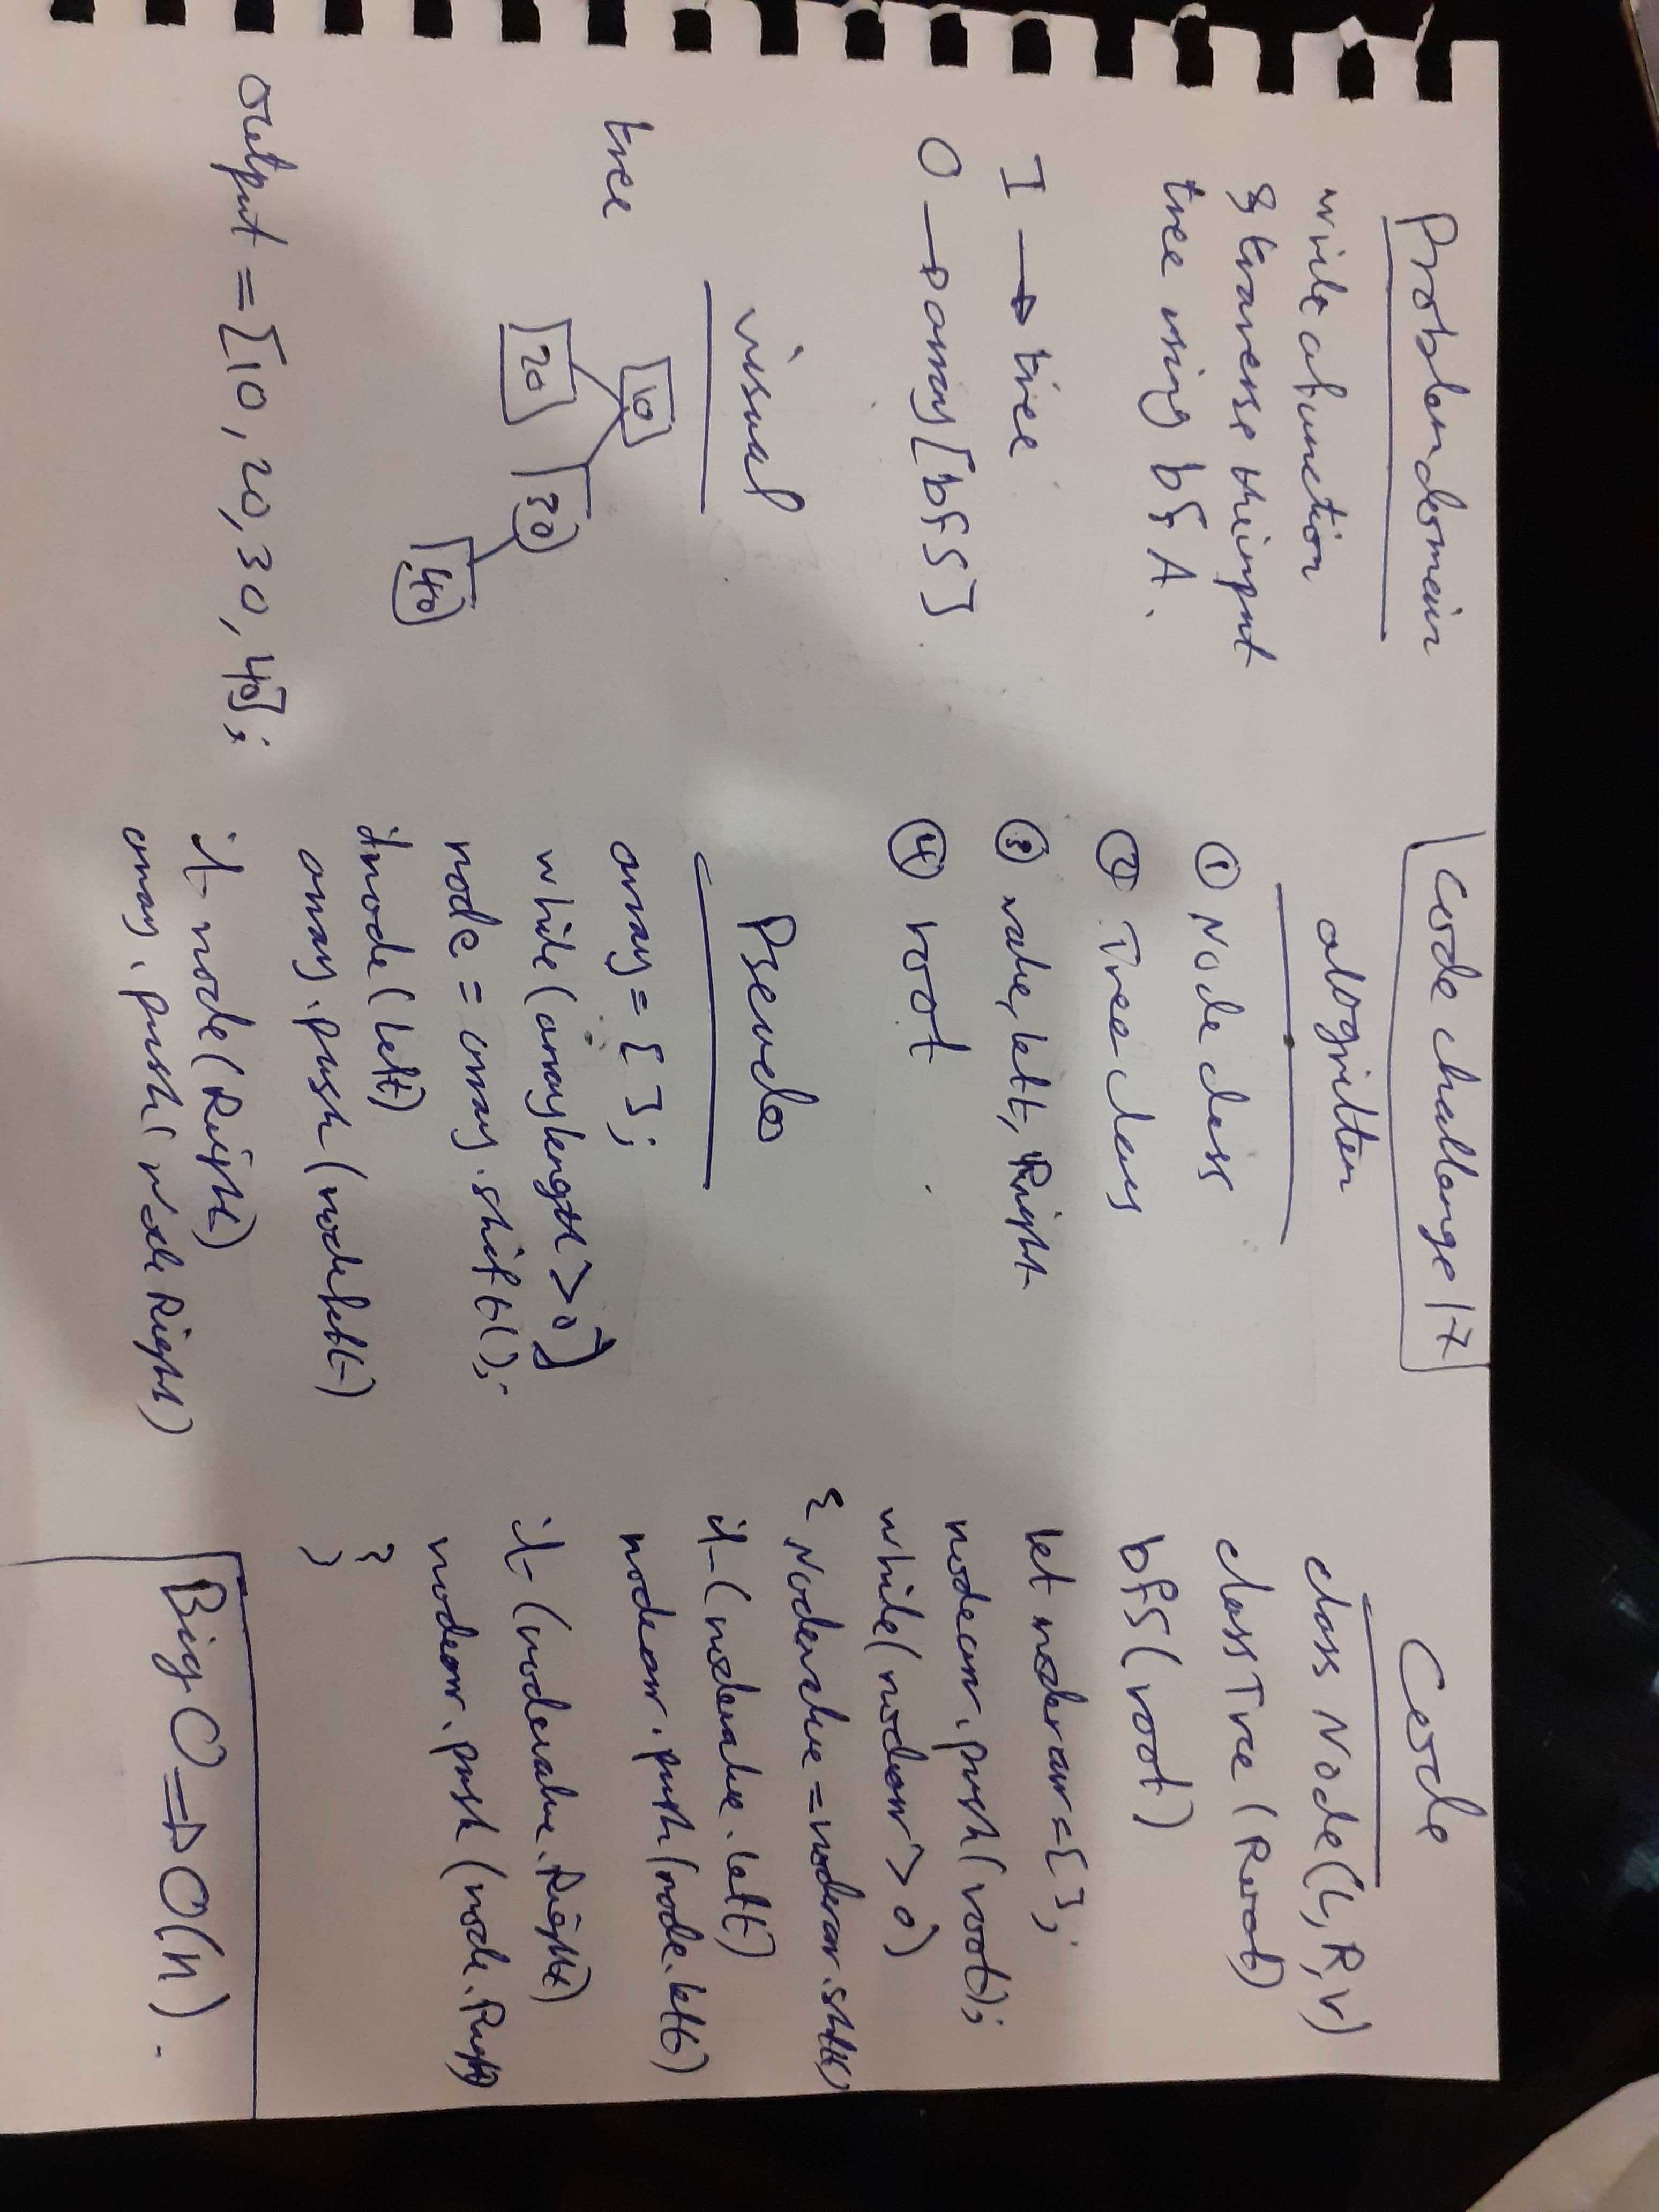 Code challange 17
Problem domain
write a function
& traverse the input
tree using bf A.
I → tree
O → array [bFS]
visual
tree
10
20
30
40
output = [10, 20, 30, 40];
algoriten
① Node class
② Tree class
③ value, left, Right
④ root
Pseudo
array = [ ];
while (array length > 0)
node = array.shift();
if node (left)
array.push (node left)
if node (Right)
array.push (node Right)
Code
class Node (L, R, v)
class Tree (Root)
bFS (root)
let nodearr = [ ];
nodearr.push (root);
while (nodearr > 0)
{ Nodevalue = nodearr.shift()
if (nodevalue.left)
nodearr.push (node.left)
if (nodevalue.Right)
nodearr.push (node.Right)
}
}
Big O ⇒ O(n).